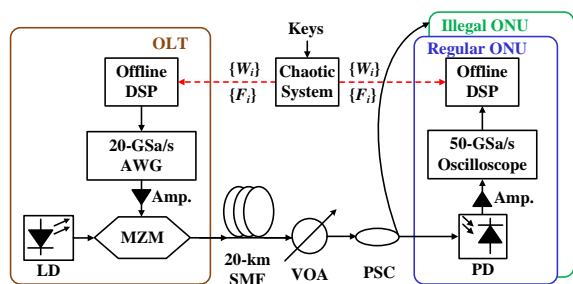 Illegal ONU
Keys
OLT
Regular ONU
Offline
DSP
{Wi}
{Fi}
Chaotic
System
{Wi}
{Fi}
Offline
DSP
20-GSa/s
AWG
50-GSa/s
Oscilloscope
Amp.
Amp.
MZM
LD
20-km
SMF
VOA
PSC
PD